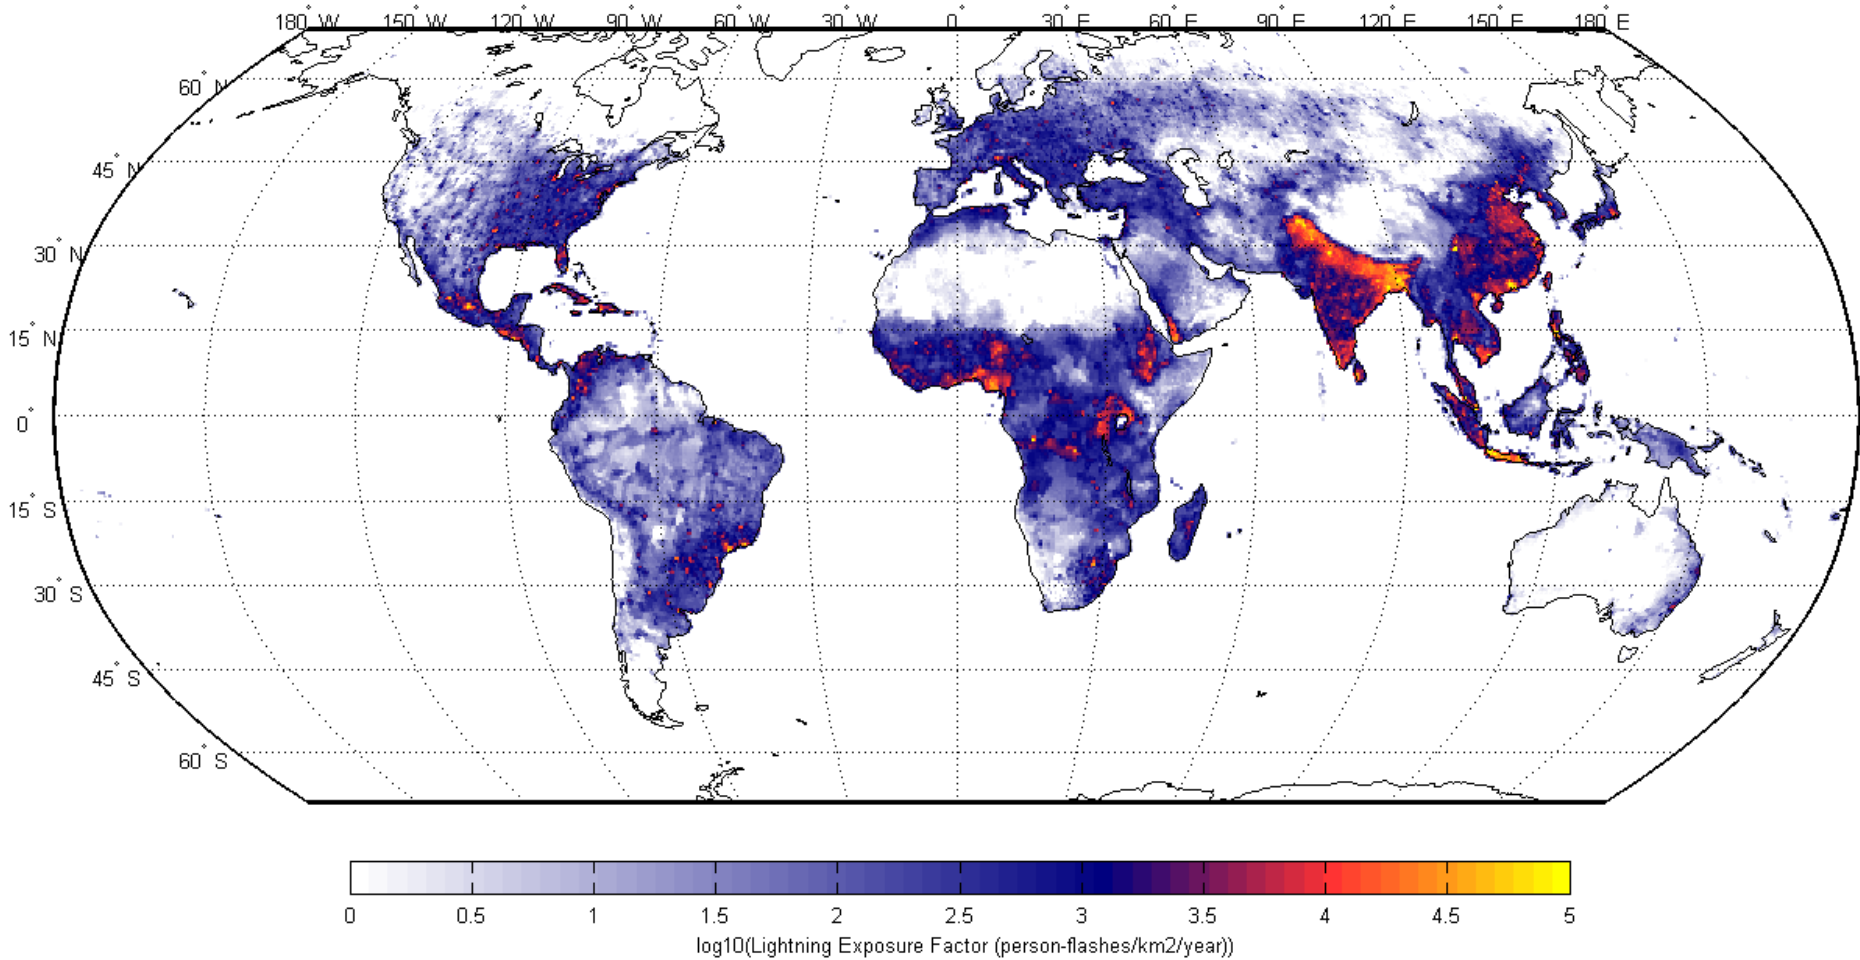 180° W 150° W 120° W 90° W 60° W 30° W 0° 30° E 60° E 90° E 120° E 150° E 180° E
60° N
45° N
30° N
15° N
0°
15° S
30° S
45° S
60° S
0 0.5 1 1.5 2 2.5 3 3.5 4 4.5 5
log10(Lightning Exposure Factor (person-flashes/km2/year))